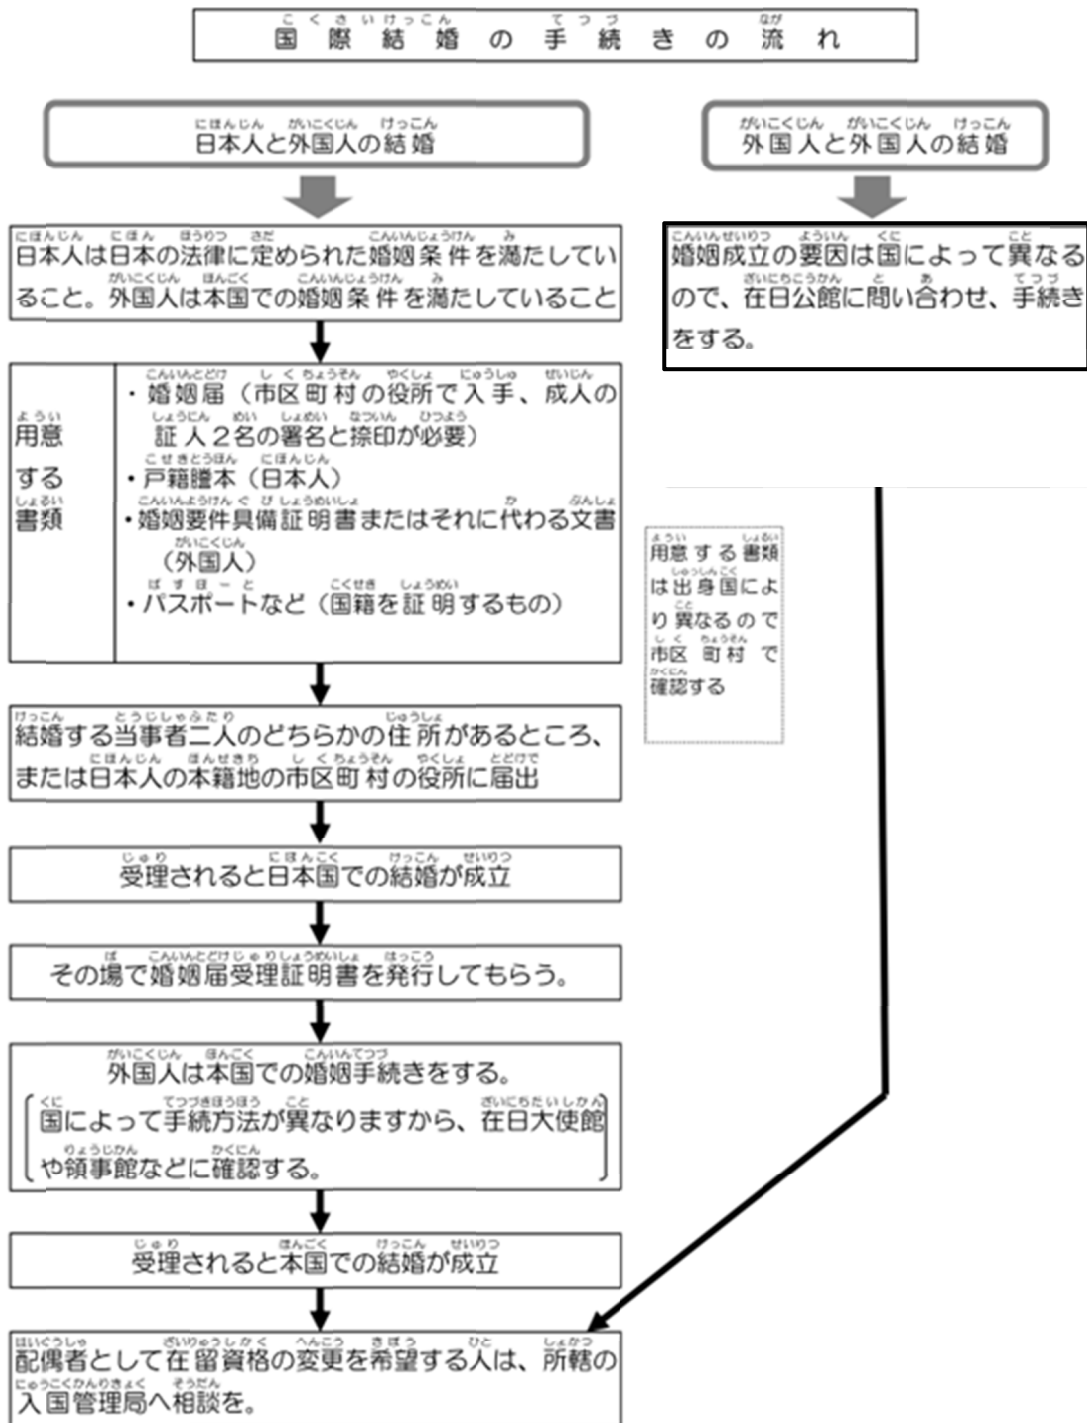 国際結婚の手続きの流れ
日本人と外国人の結婚
日本人は日本の法律に定められた婚姻条件を満たしてい
ること。外国人は本国での婚姻条件を満たしていること
用意
する
書類
・婚姻届（市区町村の役所で入手、成人の
証人２名の署名と捺印が必要）
・戸籍謄本（日本人）
・婚姻要件具備証明書またはそれに代わる文書
（外国人）
・パスポートなど（国籍を証明するもの）
用意する書類
は出身国によ
り異なるので
市区町村で
確認する
結婚する当事者二人のどちらかの住所があるところ、
または日本人の本籍地の市区町村の役所に届出
受理されると日本国での結婚が成立
その場で婚姻届受理証明書を発行してもらう。
外国人は本国での婚姻手続きをする。
国によって手続方法が異なりますから、在日大使館
や領事館などに確認する。
受理されると本国での結婚が成立
外国人と外国人の結婚
婚姻成立の要因は国によって異なる
ので、在日公館に問い合わせ、手続き
をする。
配偶者として在留資格の変更を希望する人は、所轄の
入国管理局へ相談を。